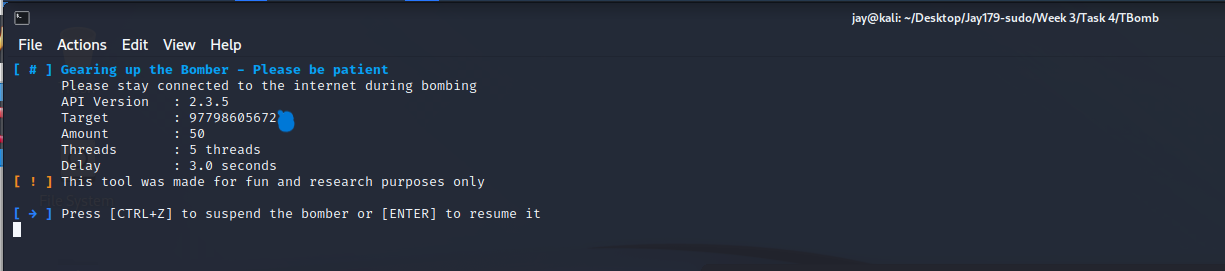 jay@kali: ~/Desktop/Jay179-sudo/Week 3/Task 4/TBomb
File Actions Edit View Help
[ # ] Gearing up the Bomber - Please be patient
Please stay connected to the internet during bombing
API Version : 2.3.5
Target : 97798605672
Amount : 50
Threads : 5 threads
Delay : 3.0 seconds
[ ! ] This tool was made for fun and research purposes only
File System
[ → ] Press [CTRL+Z] to suspend the bomber or [ENTER] to resume it